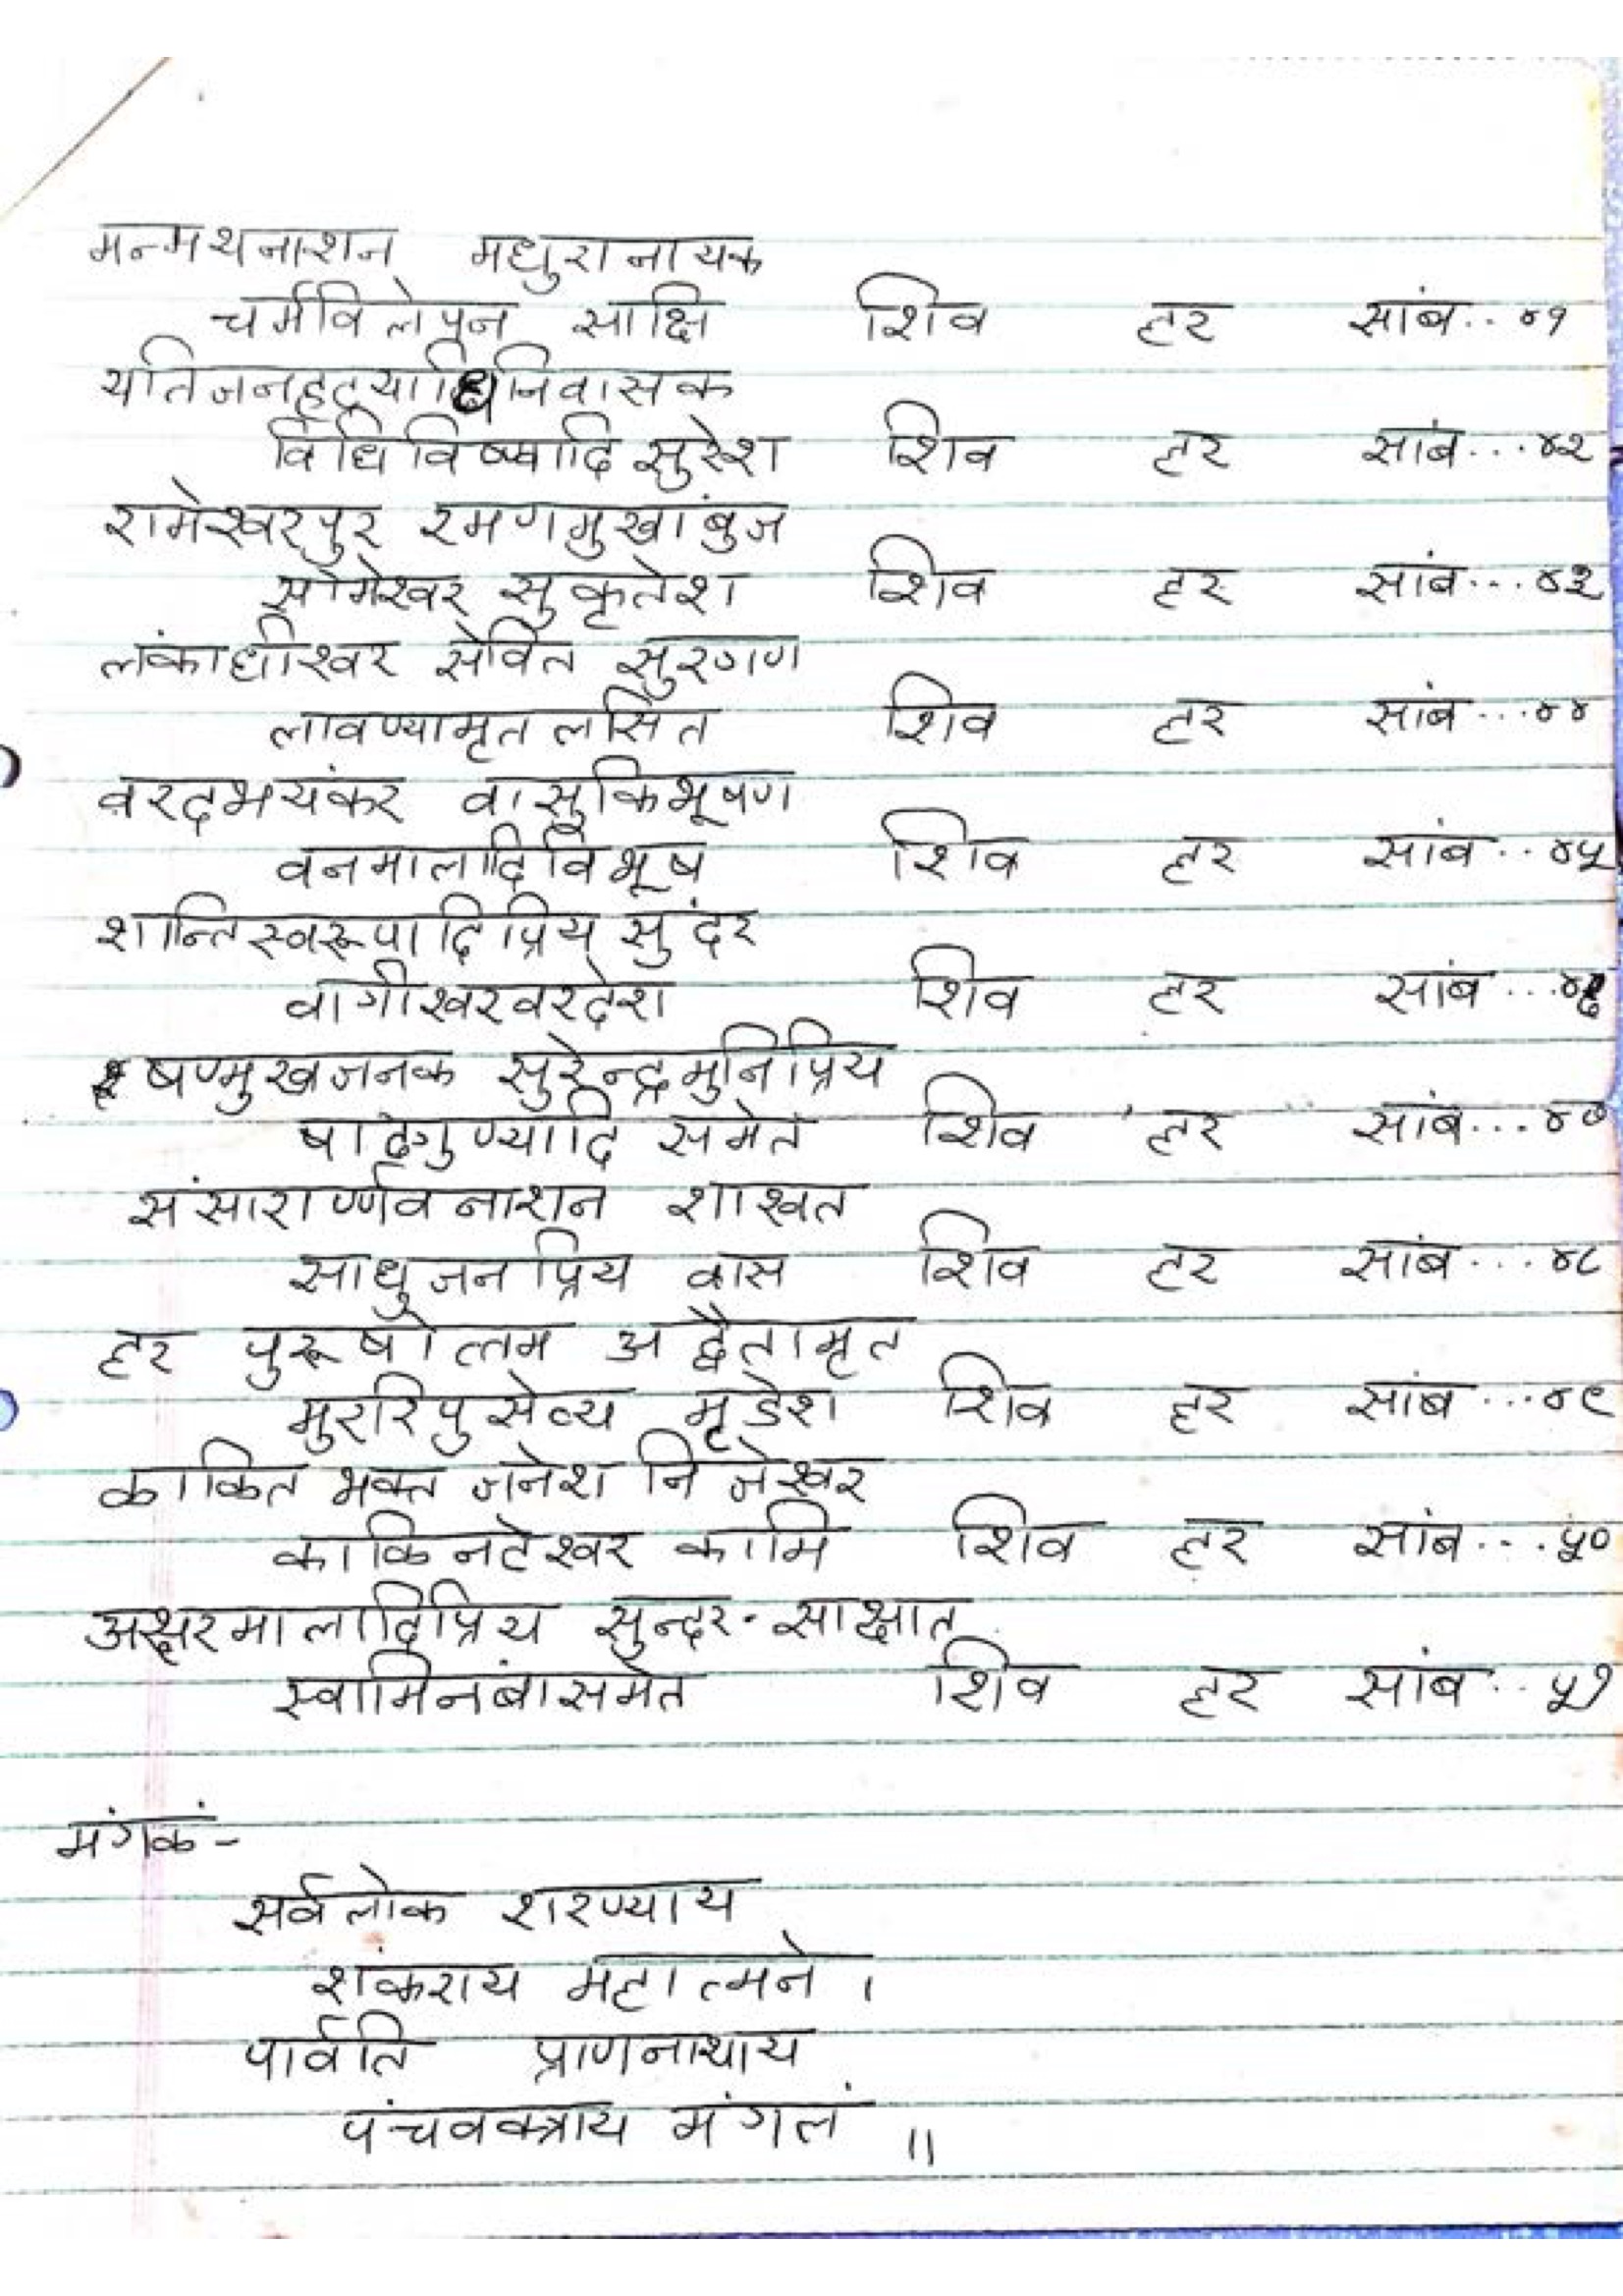 मन्मथनाशन मधुरानायक
चर्मविलेपन साक्षि शिव हर सांब.. ४१
यतिजनहृदयाधिनिवासक
विधिविष्ण्वादि सुरेश शिव हर सांब...४२
रामेश्वरपुर रमणमुखांबुज
सोमेश्वर सुकृतेश शिव हर सांब...४३
लंकाधीश्वर सेवित सुरगण
लावण्यामृत लसित शिव हर सांब...४४
वरदभयंकर वासुकिभूषण
वनमालादिविभूष शिव हर सांब..४५
शान्तिस्वरूपादिप्रिय सुंदर
वागीश्वरवरदेश शिव हर सांब...४६
षण्मुखजनक सुरेन्द्रमुनिप्रिय
षाड्गुण्यादि समेत शिव हर सांब...४७
संसारार्ण्णवनाशन शाश्वत
साधुजनप्रिय वास शिव हर सांब...४८
हर पुरूषोत्तम अद्वैतामृत
मुररिपुसेव्य मृडेश शिव हर सांब...४९
ळाळित भक्त जनेश निजेश्वर
काळिनटेश्वर कामि शिव हर सांब...५०
अक्षरमालादिप्रिय सुन्दर-साक्षात
स्वामिनंबासमेत शिव हर सांब..५१
मंगळं-
सर्वलोक शरण्याय
शंकराय महात्मने ।
पार्वति प्राणनाथाय
पंचवक्त्राय मंगलं ॥